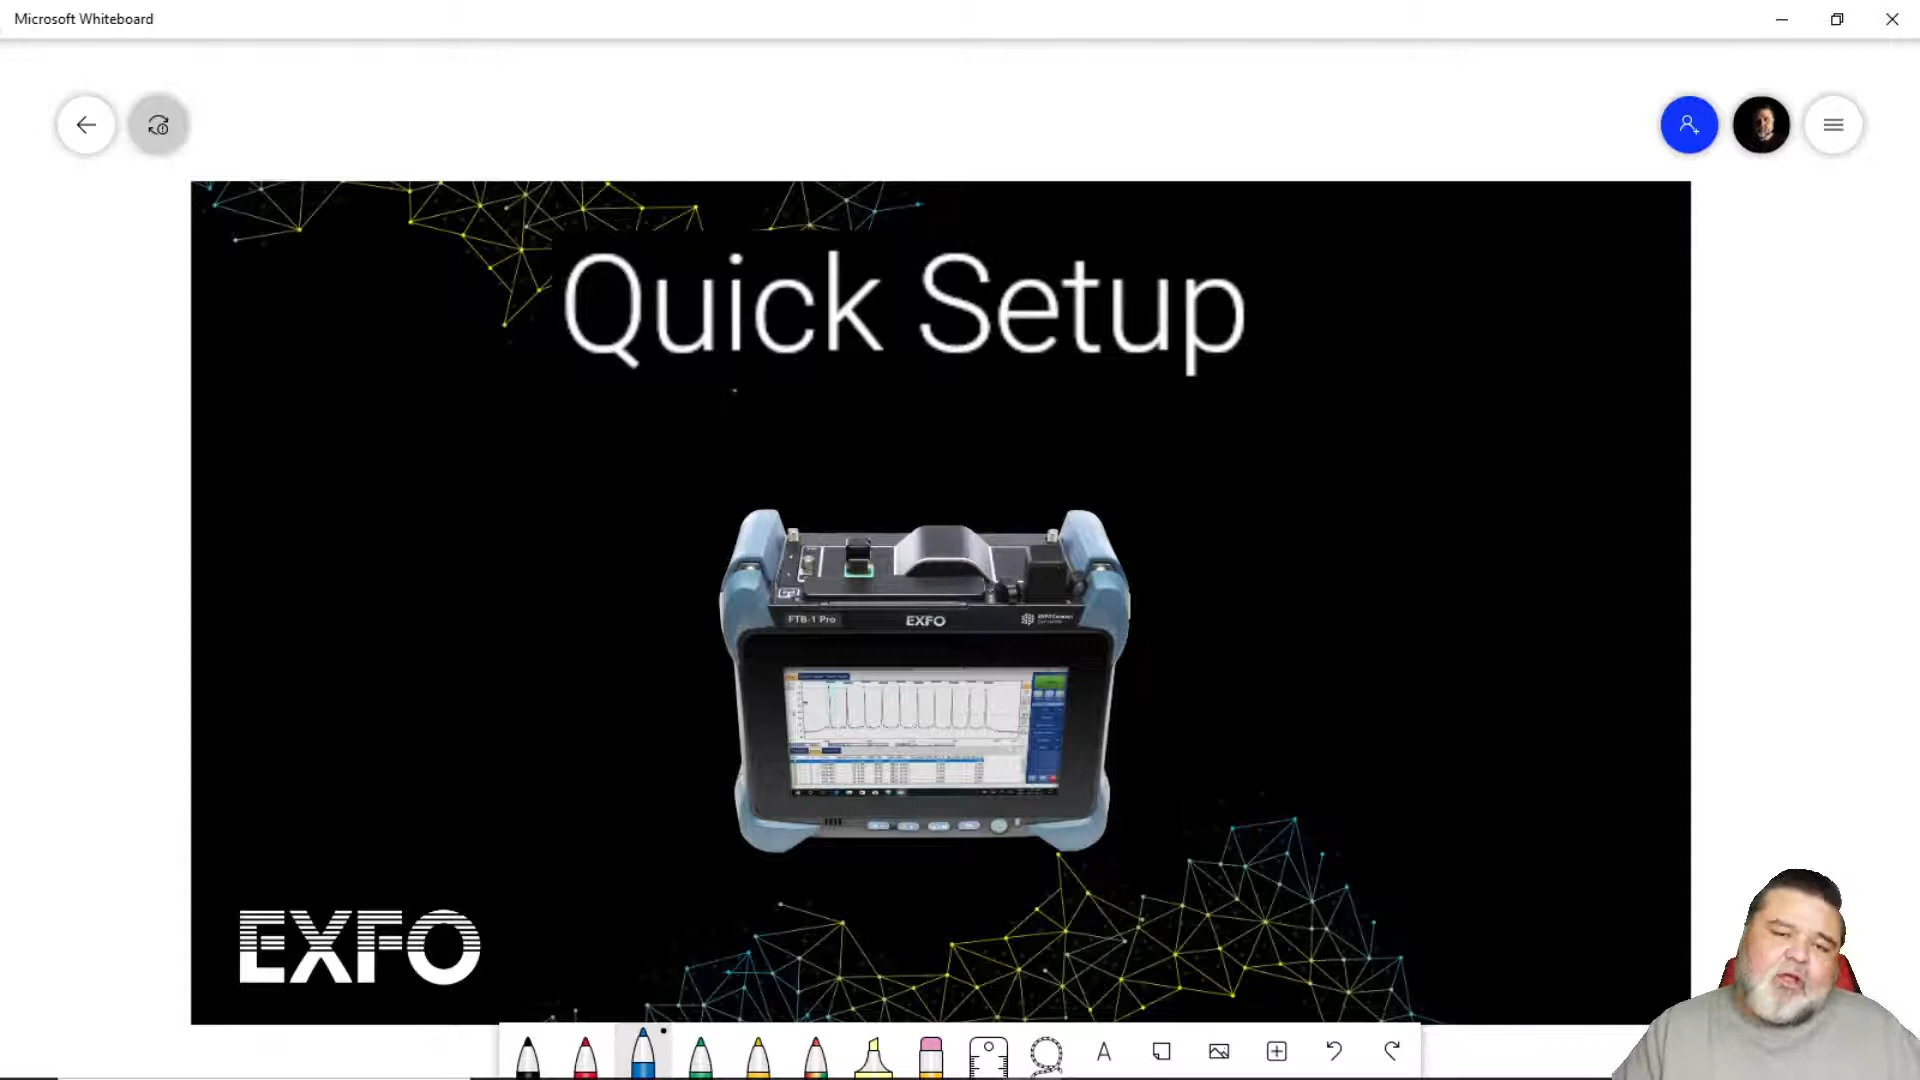 Microsoft Whiteboard
Quick Setup
FTB-1 Pro
EXFO
EXFO